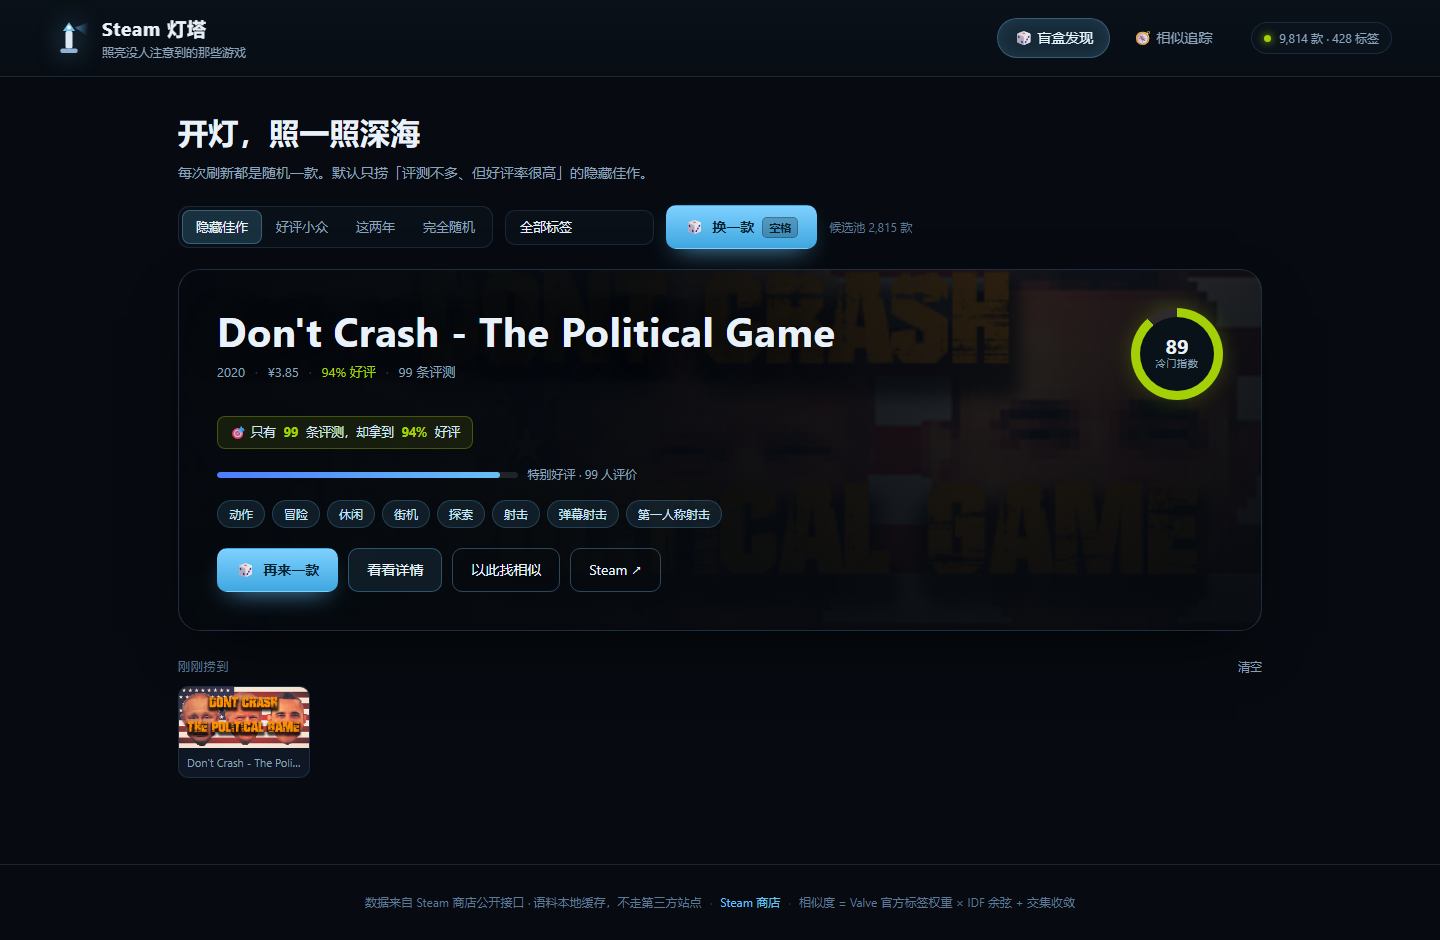 Steam 灯塔
照亮没人注意到的那些游戏
盲盒发现
相似追踪
9,814 款 · 428 标签
开灯，照一照深海
每次刷新都是随机一款。默认只捞「评测不多、但好评率很高」的隐藏佳作。
隐藏佳作 好评小众 这两年 完全随机 全部标签 换一款 空格 候选池 2,815 款
DONT CRASH
Don't Crash - The Political Game
2020 · ¥3.85 · 94% 好评 · 99 条评测
89
冷门指数
只有 99 条评测，却拿到 94% 好评
特别好评 · 99 人评价
POLITICAL GAME
动作 冒险 休闲 街机 探索 射击 弹幕射击 第一人称射击
再来一款 看看详情 以此找相似 Steam ↗
刚刚捞到 清空
DONT CRASH
THE POLITICAL GAME
Don't Crash - The Poli...
数据来自 Steam 商店公开接口 · 语料本地缓存，不走第三方站点 · Steam 商店 · 相似度 = Valve 官方标签权重 × IDF 余弦 + 交集收敛